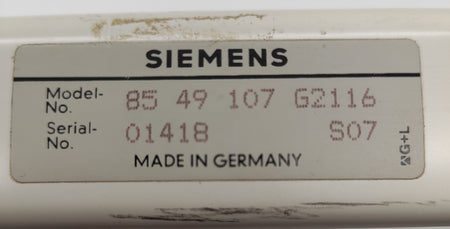 SIEMENS
Model-
No. 85 49 107 G2116
Serial-
No. 01418 S07
MADE IN GERMANY
G+L